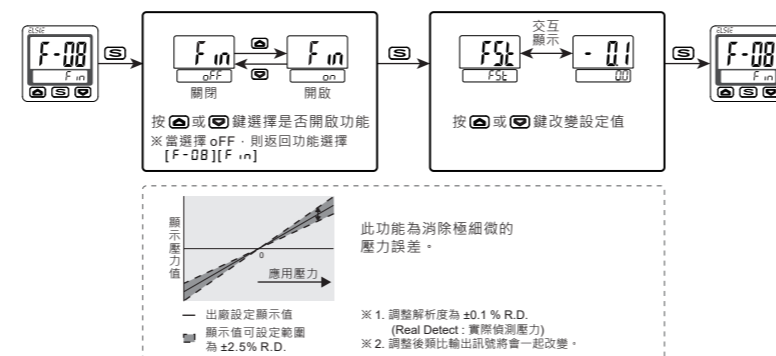 ELSIE
F-08
F in
S
F in
oFF
關閉
F in
on
開啟
按 或 鍵選擇是否開啟功能
※當選擇 oFF,則返回功能選擇
[F-08][F in]
S
交互
顯示
FSt
FSt
- 0.1
0.0
按 或 鍵改變設定值
S
ELSIE
F-08
F in
S
S
顯示壓力值
0
應用壓力
此功能為消除極細微的
壓力誤差。
出廠設定顯示值
顯示值可設定範圍
為 ±2.5% R.D.
※1. 調整解析度為 ±0.1 % R.D.
(Real Detect : 實際偵測壓力)
※2. 調整後類比輸出訊號將會一起改變。